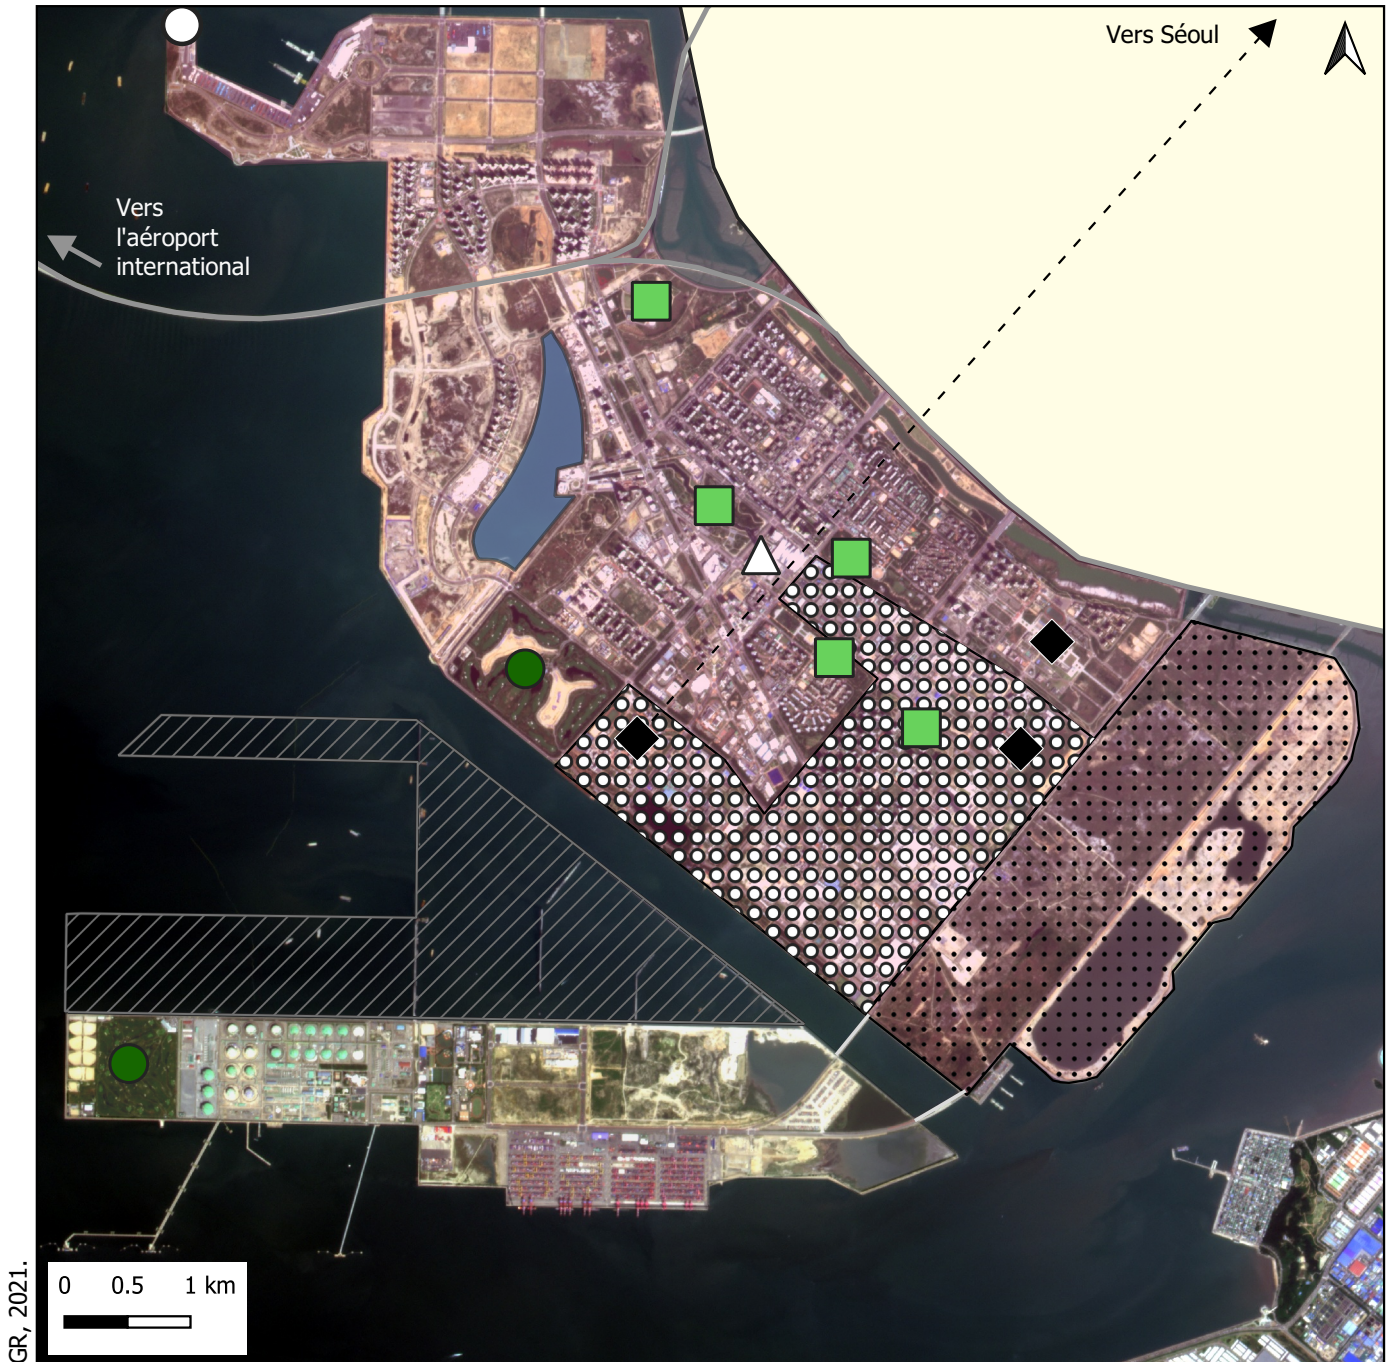 Vers Séoul
Vers
l'aéroport
international
0 0.5 1 km
GR, 2021.